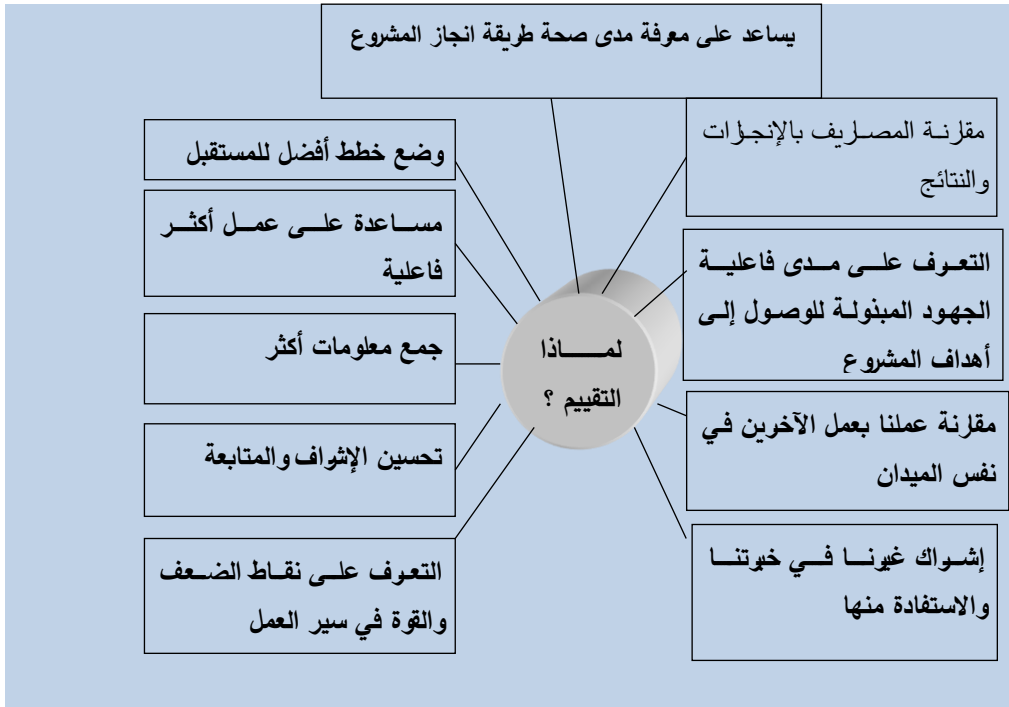 يساعد على معرفة مدى صحة طريقة انجاز المشروع
مقارنة المصاريف بالإنجازات
والنتائج
وضع خطط أفضل للمستقبل
مساعدة على عمل أكثر
فاعلية
التعرف على مدى فاعلية
الجهود المبذولة للوصول إلى
أهداف المشروع
لماذا
التقييم ؟
جمع معلومات أكثر
مقارنة عملنا بعمل الآخرين في
نفس الميدان
تحسين الإشراف والمتابعة
إشراك غيرنا في خبرتنا
والاستفادة منها
التعرف على نقاط الضعف
والقوة في سير العمل